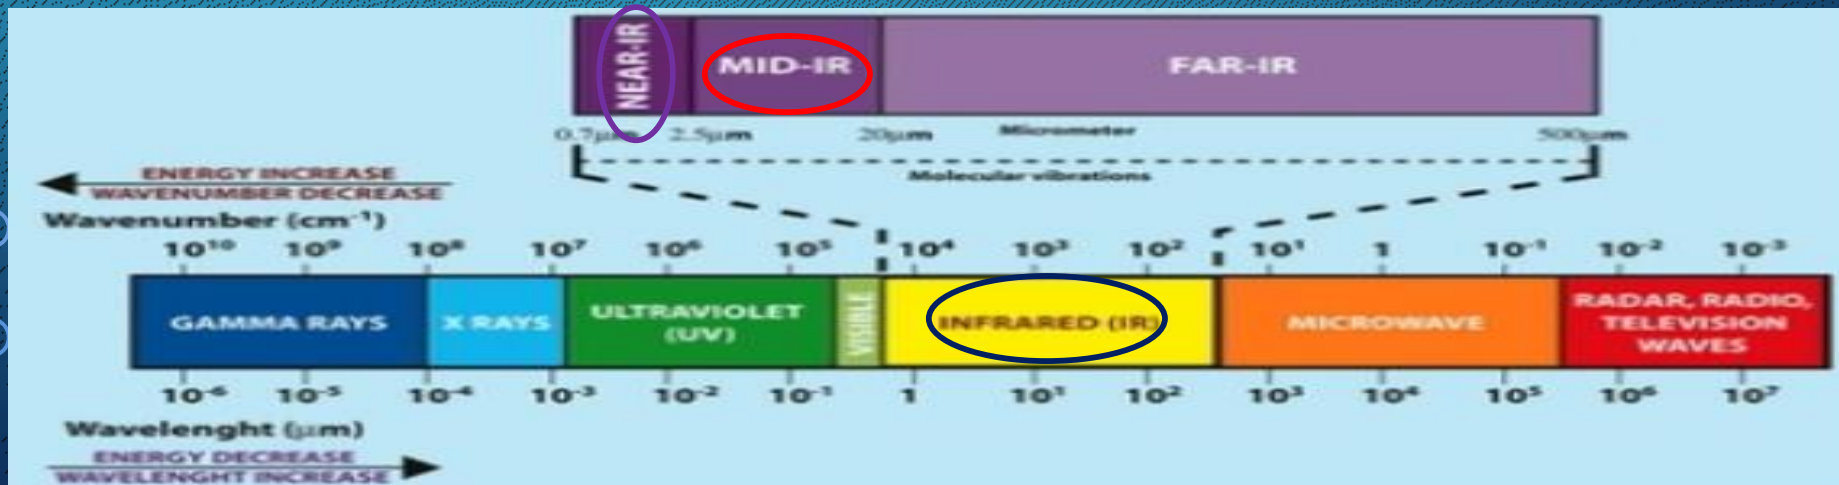 NEAR-IR
MID-IR
FAR-IR
0.7µm 2.5µm 20µm Micrometer 500µm
Molecular vibrations
ENERGY INCREASE
WAVENUMBER DECREASE
Wavenumber (cm⁻¹)
10¹⁰ 10⁹ 10⁸ 10⁷ 10⁶ 10⁵ 10⁴ 10³ 10² 10¹ 1 10⁻¹ 10⁻² 10⁻³
GAMMA RAYS
X RAYS
ULTRAVIOLET
(UV)
VISIBLE
INFRARED (IR)
MICROWAVE
RADAR, RADIO,
TELEVISION
WAVES
10⁻⁶ 10⁻⁵ 10⁻⁴ 10⁻³ 10⁻² 10⁻¹ 1 10¹ 10² 10³ 10⁴ 10⁵ 10⁶ 10⁷
Wavelenght (µm)
ENERGY DECREASE
WAVELENGHT INCREASE